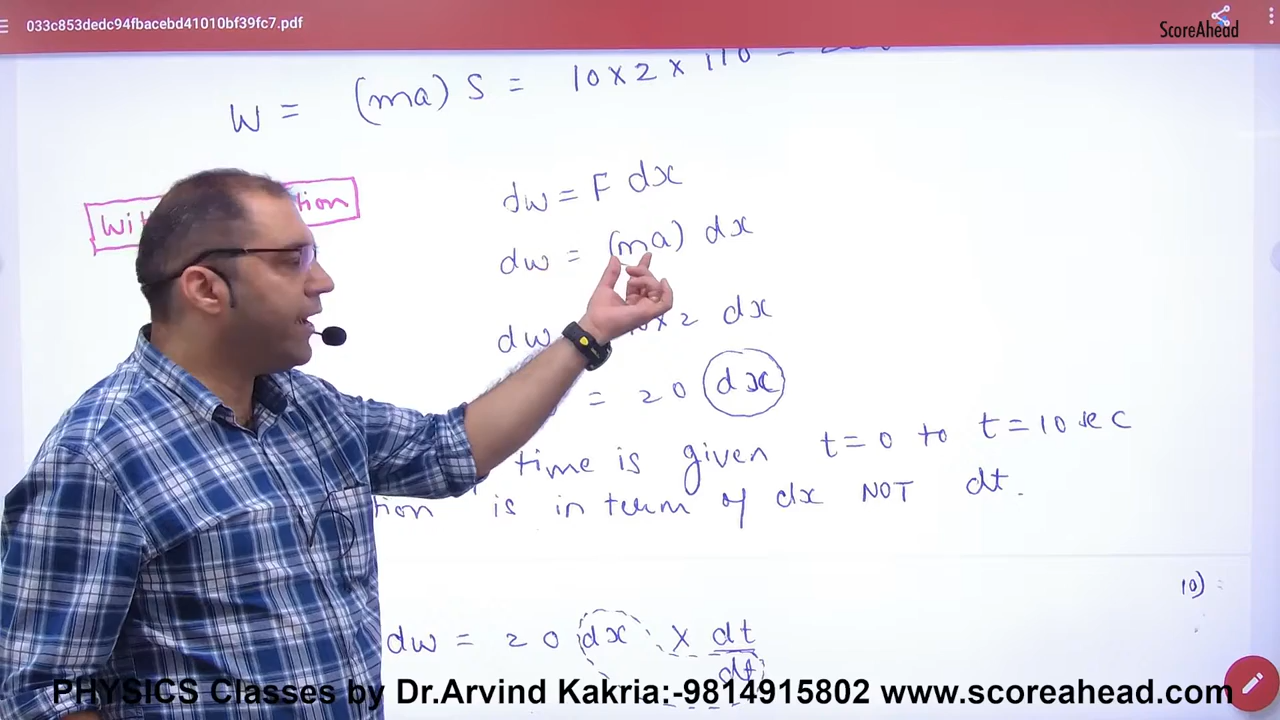 033c853dedc94fbacebd41010bf39fc7.pdf
ScoreAhead
W = (ma) S = 10 x 2 x 110 =
dw = F dx
dw = (ma) dx
dw x 2 dx
= 20 dx
time is given t=0 to t=10 sec
is in term of dx NOT dt.
10)
dw = 20 dx x dt/dt
PHYSICS Classes by Dr.Arvind Kakria:-9814915802 www.scoreahead.com